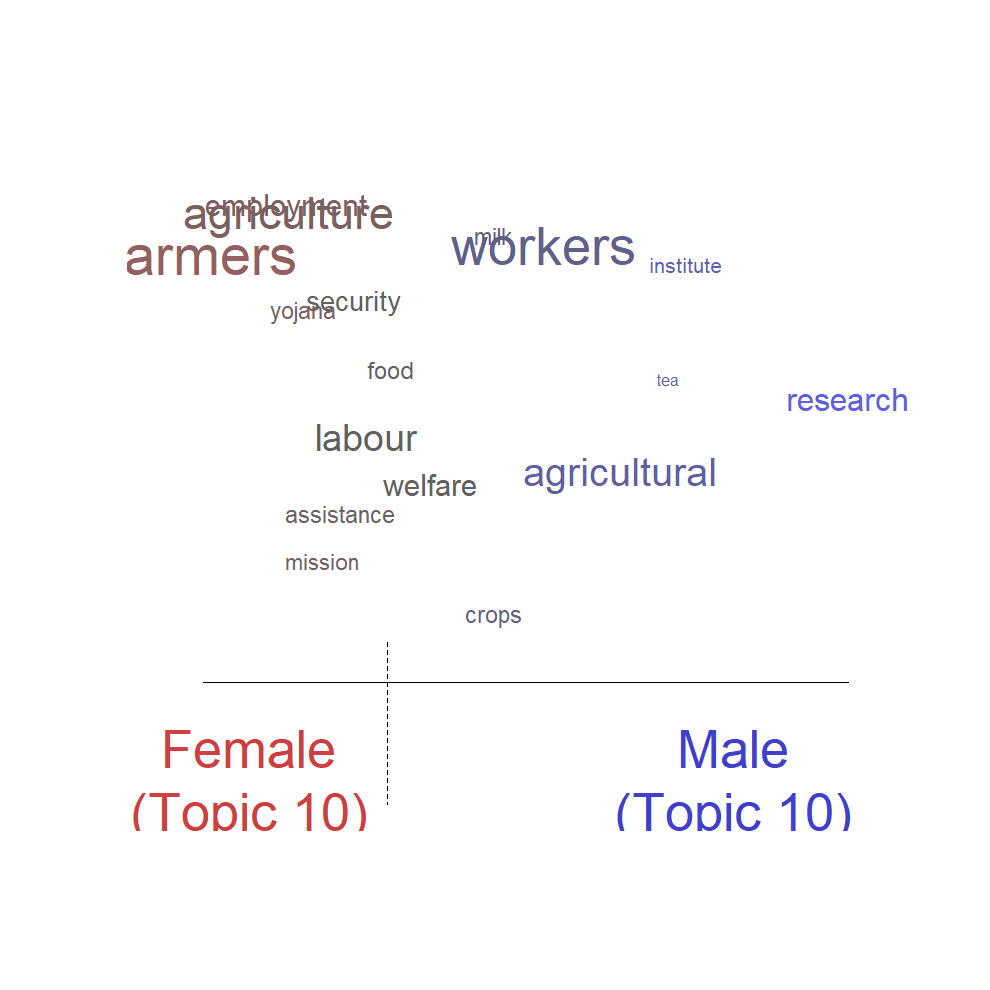 employment
agriculture
milk
workers
armers
institute
security
yojana
food
tea
research
labour
agricultural
welfare
assistance
mission
crops
Female
Male
(Topic 10)
(Topic 10)